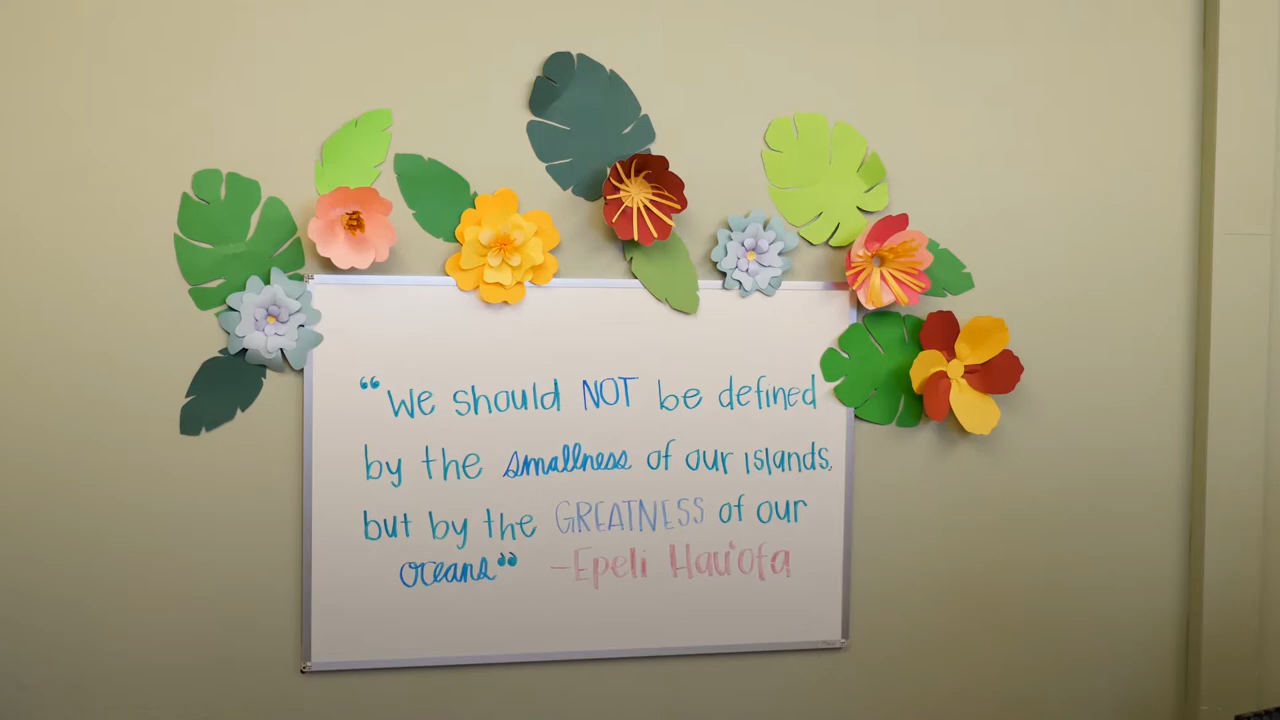 “We should NOT be defined
by the smallness of our islands,
but by the GREATNESS of our
oceans” -Epeli Hau'ofa